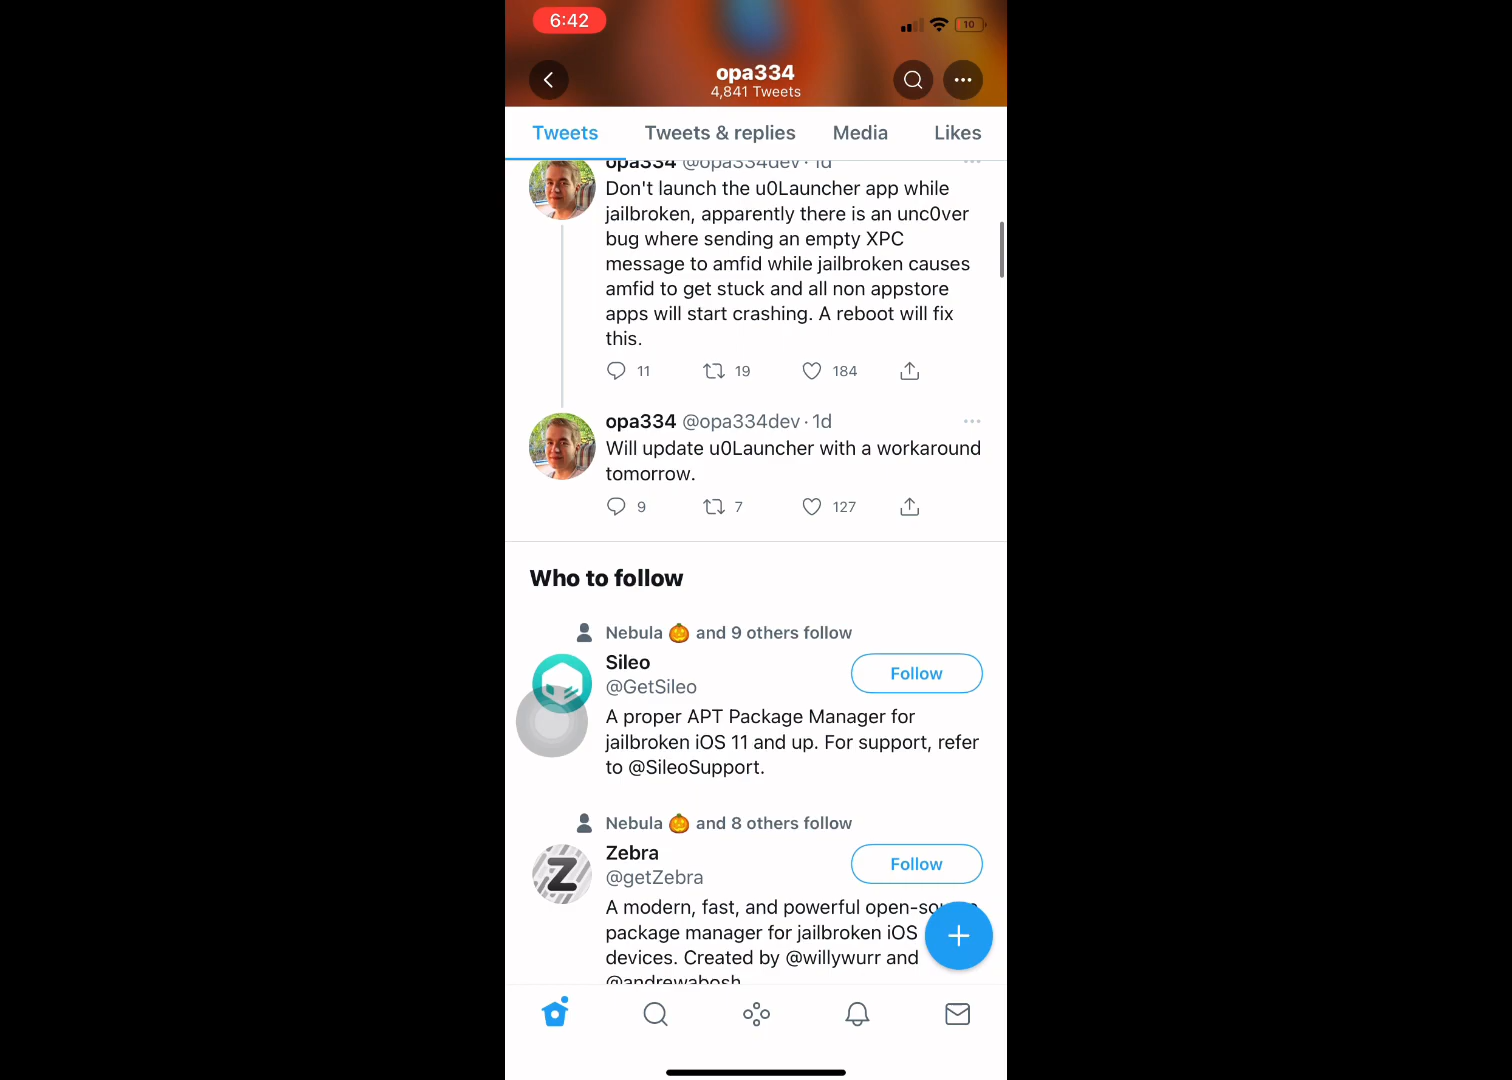 6:42
10
opa334
4,841 Tweets
Tweets Tweets & replies Media Likes
opa334 @opa334dev · 1d
Don't launch the u0Launcher app while
jailbroken, apparently there is an unc0ver
bug where sending an empty XPC
message to amfid while jailbroken causes
amfid to get stuck and all non appstore
apps will start crashing. A reboot will fix
this.
11 19 184
opa334 @opa334dev · 1d
Will update u0Launcher with a workaround
tomorrow.
9 7 127
Who to follow
Nebula 🎃 and 9 others follow
Sileo
Follow
@GetSileo
A proper APT Package Manager for
jailbroken iOS 11 and up. For support, refer
to @SileoSupport.
Nebula 🎃 and 8 others follow
Zebra
Follow
@getZebra
A modern, fast, and powerful
package manager for jailbroken iOS
devices. Created by @willywurr and
@andrewabosh